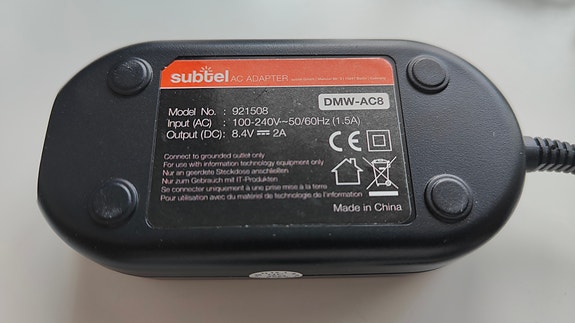 subtel AC ADAPTER
DMW-AC8
Model No. : 921508
Input (AC) : 100-240V~50/60Hz (1.5A)
Output (DC): 8.4V⎓2A
CE
Connect to grounded outlet only
For use with information technology equipment only
Nur an geerdete Steckdose anschließen
Nur zum Gebrauch mit IT-Produkten
Se connecter uniquement à une prise mise à la terre
Pour utilisation avec du matériel de technologie de l'information
Made in China